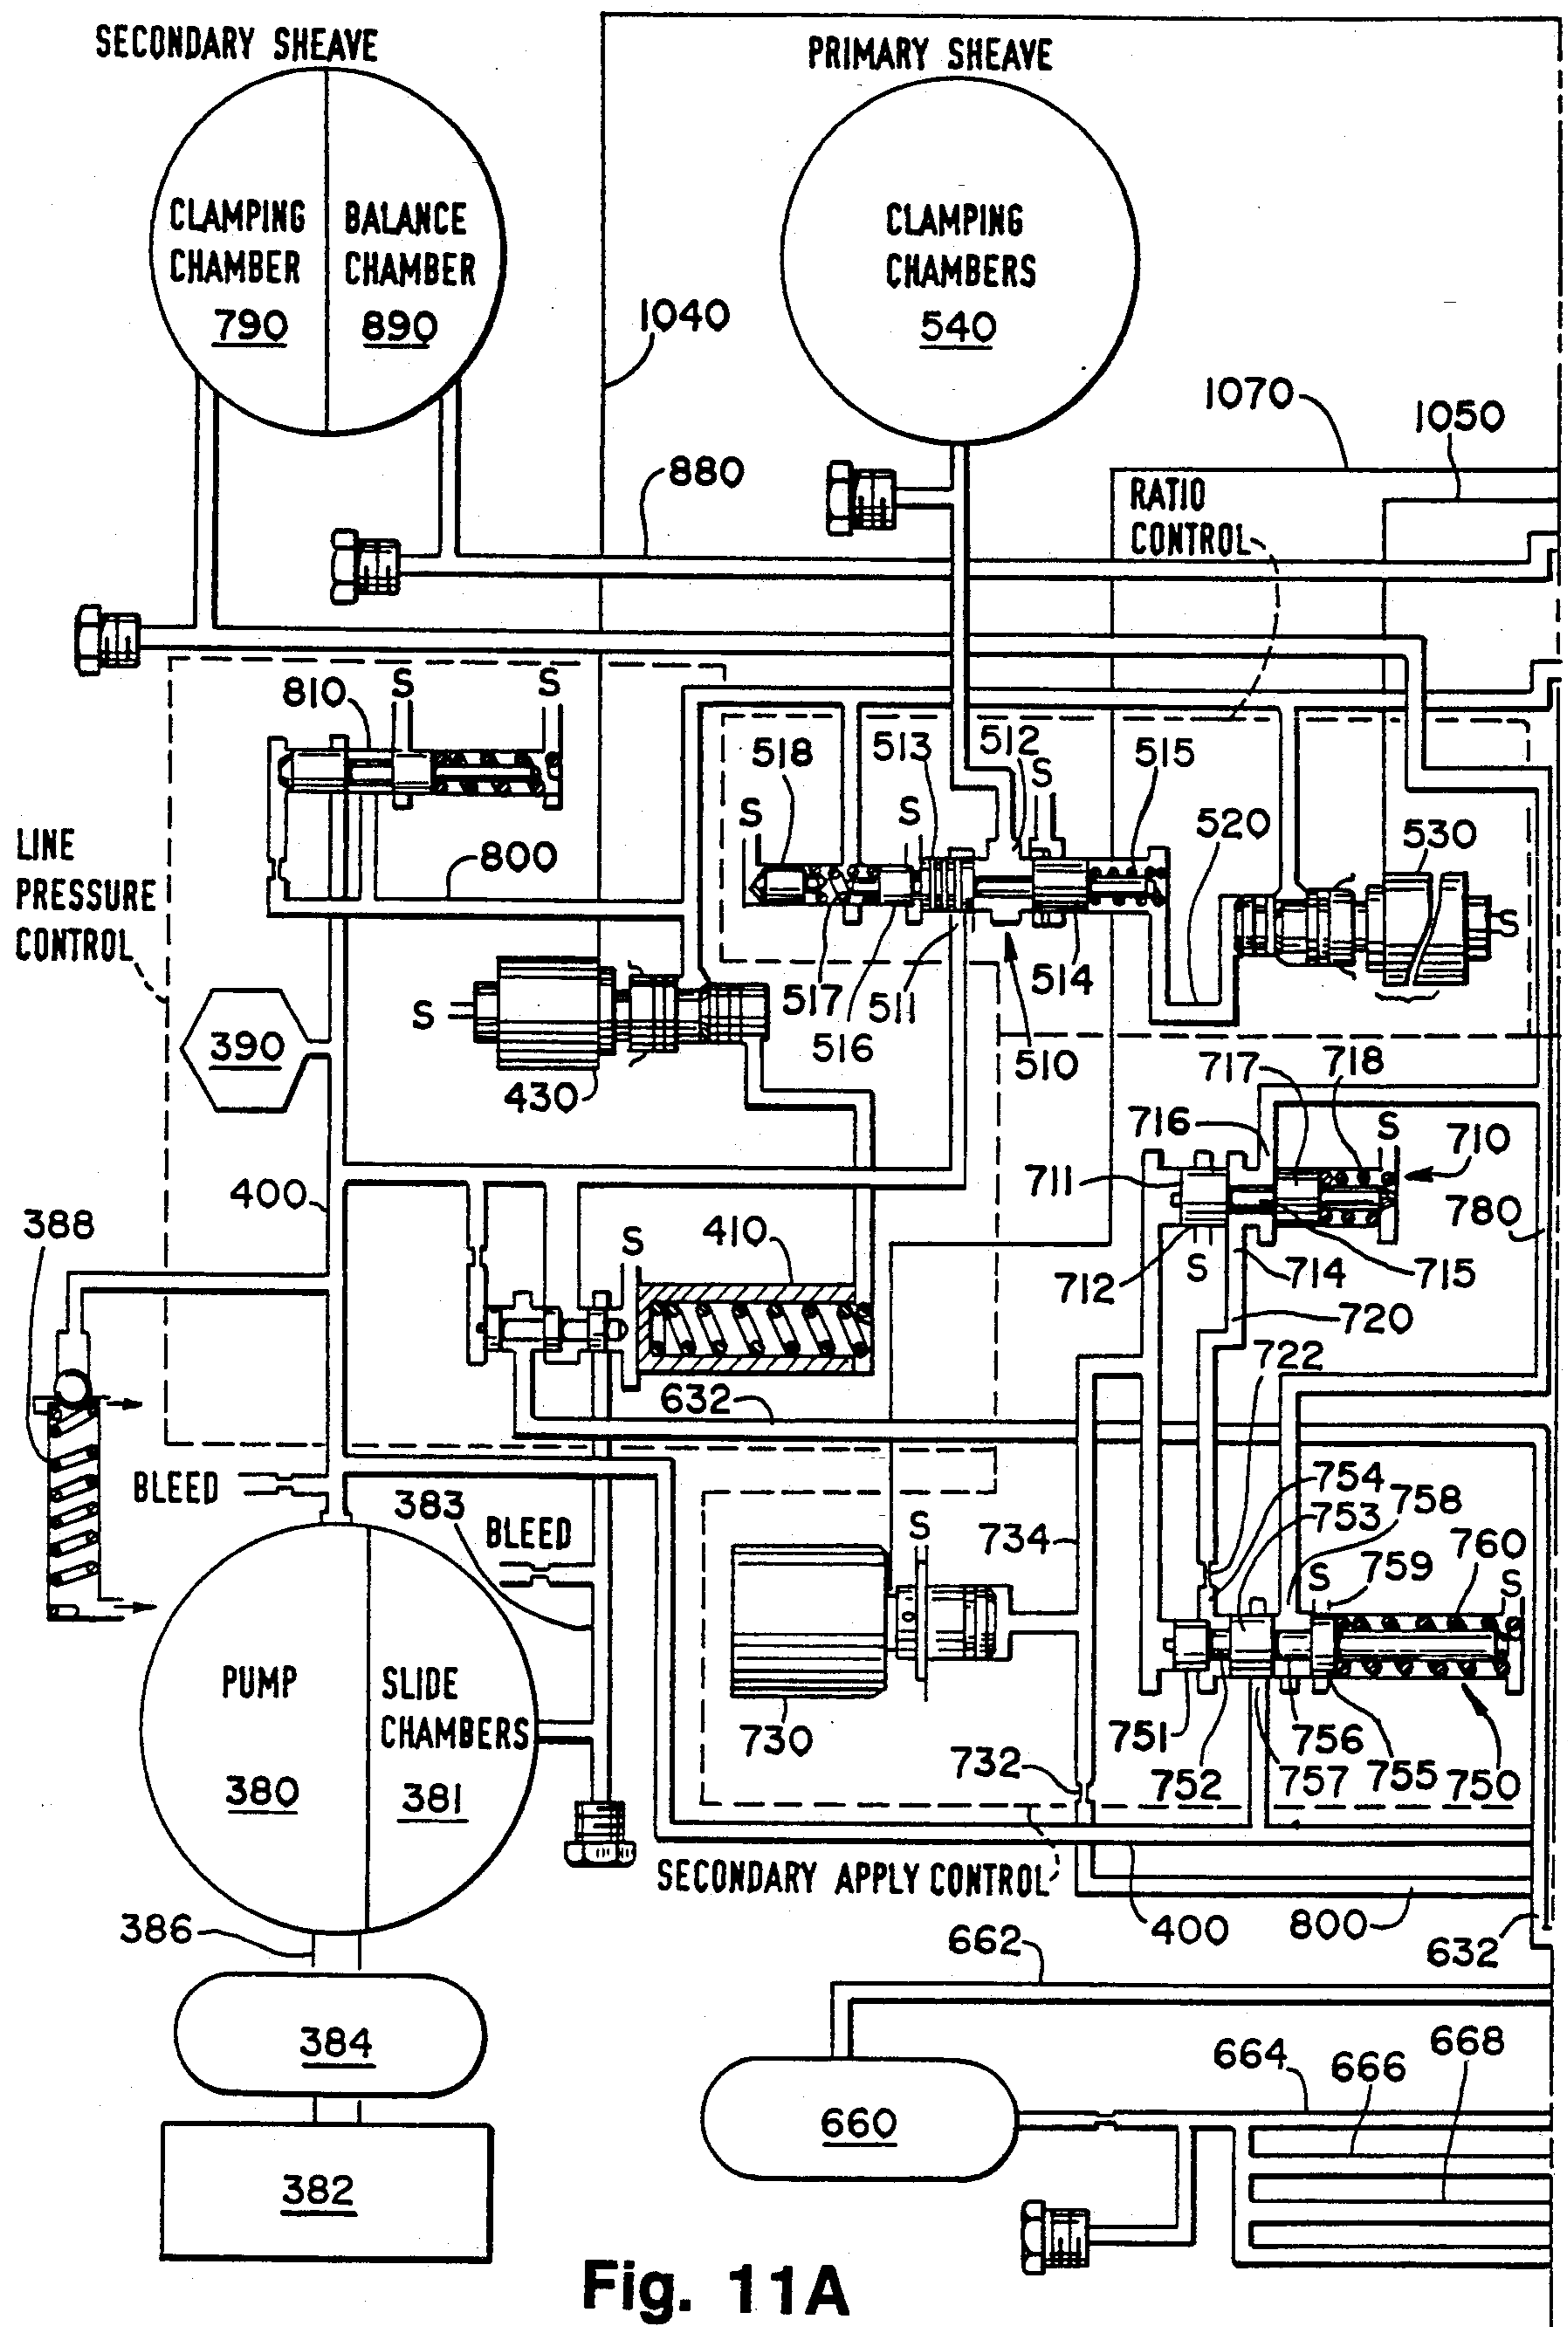 SECONDARY SHEAVE
PRIMARY SHEAVE
CLAMPING
CHAMBER
790
BALANCE
CHAMBER
890
CLAMPING
CHAMBERS
540
1040
1070
1050
880
RATIO
CONTROL
810
S
S
518
513
512
S
515
S
S
520
530
LINE
PRESSURE
CONTROL
800
S
517
516
511
514
510
S
430
390
717
718
716
S
710
711
400
780
388
S
410
712
S
714
715
720
722
632
BLEED
383
BLEED
754
758
753
S
734
S
759
760
S
PUMP
380
SLIDE
CHAMBERS
381
730
732
751
752
757
756
755
750
SECONDARY APPLY CONTROL
400
800
632
386
662
384
664
666
668
660
382
Fig. 11A